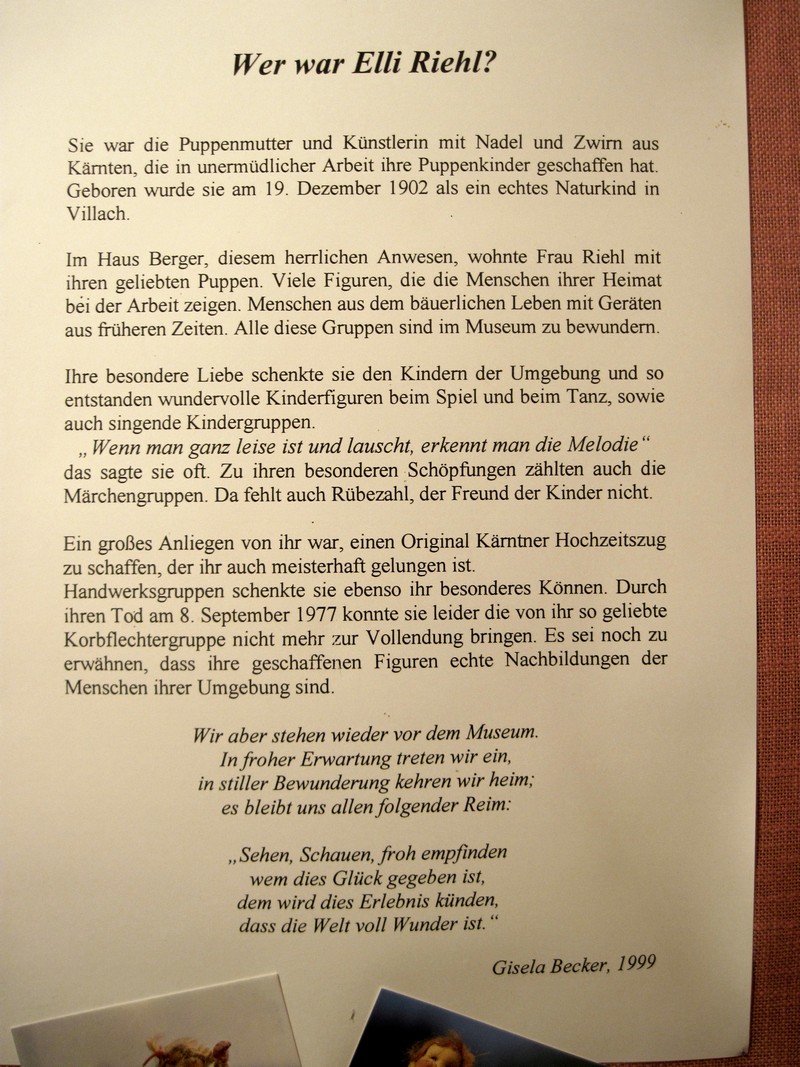 Wer war Elli Riehl?
Sie war die Puppenmutter und Künstlerin mit Nadel und Zwirn aus
Kärnten, die in unermüdlicher Arbeit ihre Puppenkinder geschaffen hat.
Geboren wurde sie am 19. Dezember 1902 als ein echtes Naturkind in
Villach.
Im Haus Berger, diesem herrlichen Anwesen, wohnte Frau Riehl mit
ihren geliebten Puppen. Viele Figuren, die die Menschen ihrer Heimat
bei der Arbeit zeigen. Menschen aus dem bäuerlichen Leben mit Geräten
aus früheren Zeiten. Alle diese Gruppen sind im Museum zu bewundern.
Ihre besondere Liebe schenkte sie den Kindern der Umgebung und so
entstanden wundervolle Kinderfiguren beim Spiel und beim Tanz, sowie
auch singende Kindergruppen.
„ Wenn man ganz leise ist und lauscht, erkennt man die Melodie“
das sagte sie oft. Zu ihren besonderen Schöpfungen zählten auch die
Märchengruppen. Da fehlt auch Rübezahl, der Freund der Kinder nicht.
Ein großes Anliegen von ihr war, einen Original Kärntner Hochzeitszug
zu schaffen, der ihr auch meisterhaft gelungen ist.
Handwerksgruppen schenkte sie ebenso ihr besonderes Können. Durch
ihren Tod am 8. September 1977 konnte sie leider die von ihr so geliebte
Korbflechtergruppe nicht mehr zur Vollendung bringen. Es sei noch zu
erwähnen, dass ihre geschaffenen Figuren echte Nachbildungen der
Menschen ihrer Umgebung sind.
Wir aber stehen wieder vor dem Museum.
In froher Erwartung treten wir ein,
in stiller Bewunderung kehren wir heim;
es bleibt uns allen folgender Reim:
„Sehen, Schauen, froh empfinden
wem dies Glück gegeben ist,
dem wird dies Erlebnis künden,
dass die Welt voll Wunder ist.“
Gisela Becker, 1999